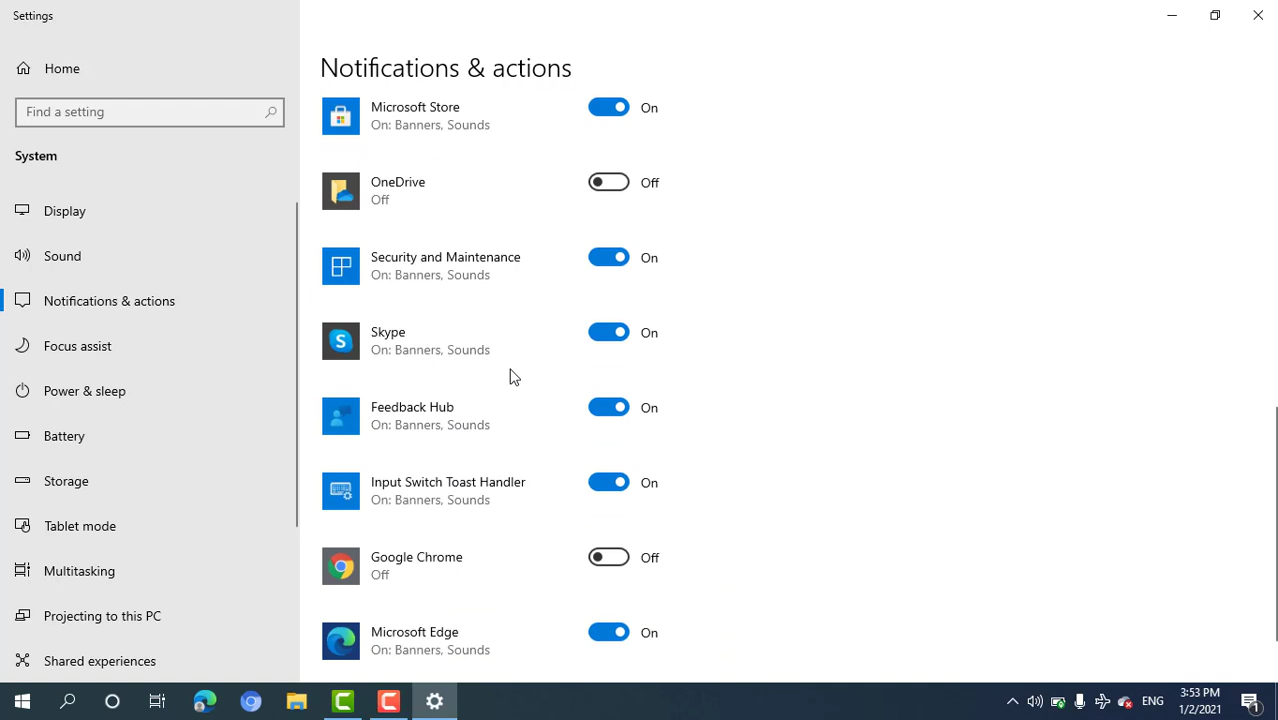 Settings
Home
Find a setting
System
Display
Sound
Notifications & actions
Focus assist
Power & sleep
Battery
Storage
Tablet mode
Multitasking
Projecting to this PC
Shared experiences
Notifications & actions
Microsoft Store
On: Banners, Sounds
On
OneDrive
Off
Off
Security and Maintenance
On: Banners, Sounds
On
Skype
On: Banners, Sounds
On
Feedback Hub
On: Banners, Sounds
On
Input Switch Toast Handler
On: Banners, Sounds
On
Google Chrome
Off
Off
Microsoft Edge
On: Banners, Sounds
On
ENG
3:53 PM
1/2/2021
1